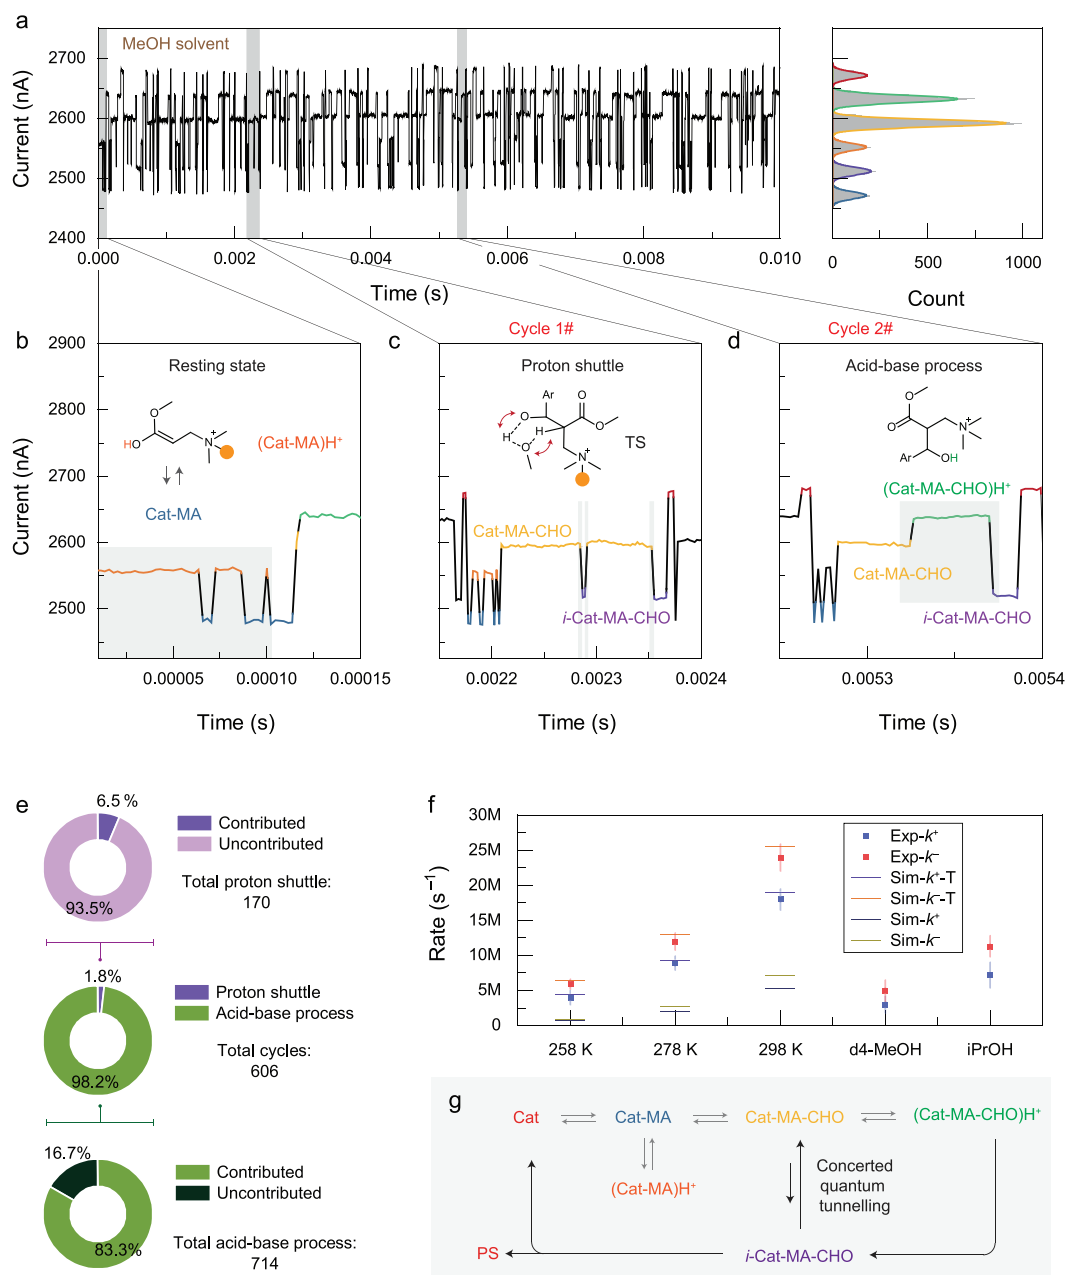 a
MeOH solvent
Current (nA)
2700
2600
2500
2400
0.000
0.002
0.004
0.006
0.008
0.010
Time (s)
0
500
1000
Count
b
Resting state
2900
2800
2700
2600
2500
Current (nA)
O
HO
N
+
(Cat-MA)H⁺
Cat-MA
0.00005
0.00010
0.00015
Time (s)
Cycle 1#
c
Proton shuttle
Ar
O
O
O
H
H
O
N
+
TS
Cat-MA-CHO
i-Cat-MA-CHO
0.0022
0.0023
0.0024
Time (s)
Cycle 2#
d
Acid-base process
O
O
N
+
Ar
OH
(Cat-MA-CHO)H⁺
Cat-MA-CHO
i-Cat-MA-CHO
0.0053
0.0054
Time (s)
e
6.5 %
93.5%
Contributed
Uncontributed
Total proton shuttle:
170
1.8%
98.2%
Proton shuttle
Acid-base process
Total cycles:
606
16.7%
83.3%
Contributed
Uncontributed
Total acid-base process:
714
f
30M
25M
20M
15M
10M
5M
0
Rate (s⁻¹)
Exp-k⁺
Exp-k⁻
Sim-k⁺-T
Sim-k⁻-T
Sim-k⁺
Sim-k⁻
258 K
278 K
298 K
d4-MeOH
iPrOH
g
Cat
Cat-MA
Cat-MA-CHO
(Cat-MA-CHO)H⁺
(Cat-MA)H⁺
Concerted
quantum
tunnelling
PS
i-Cat-MA-CHO